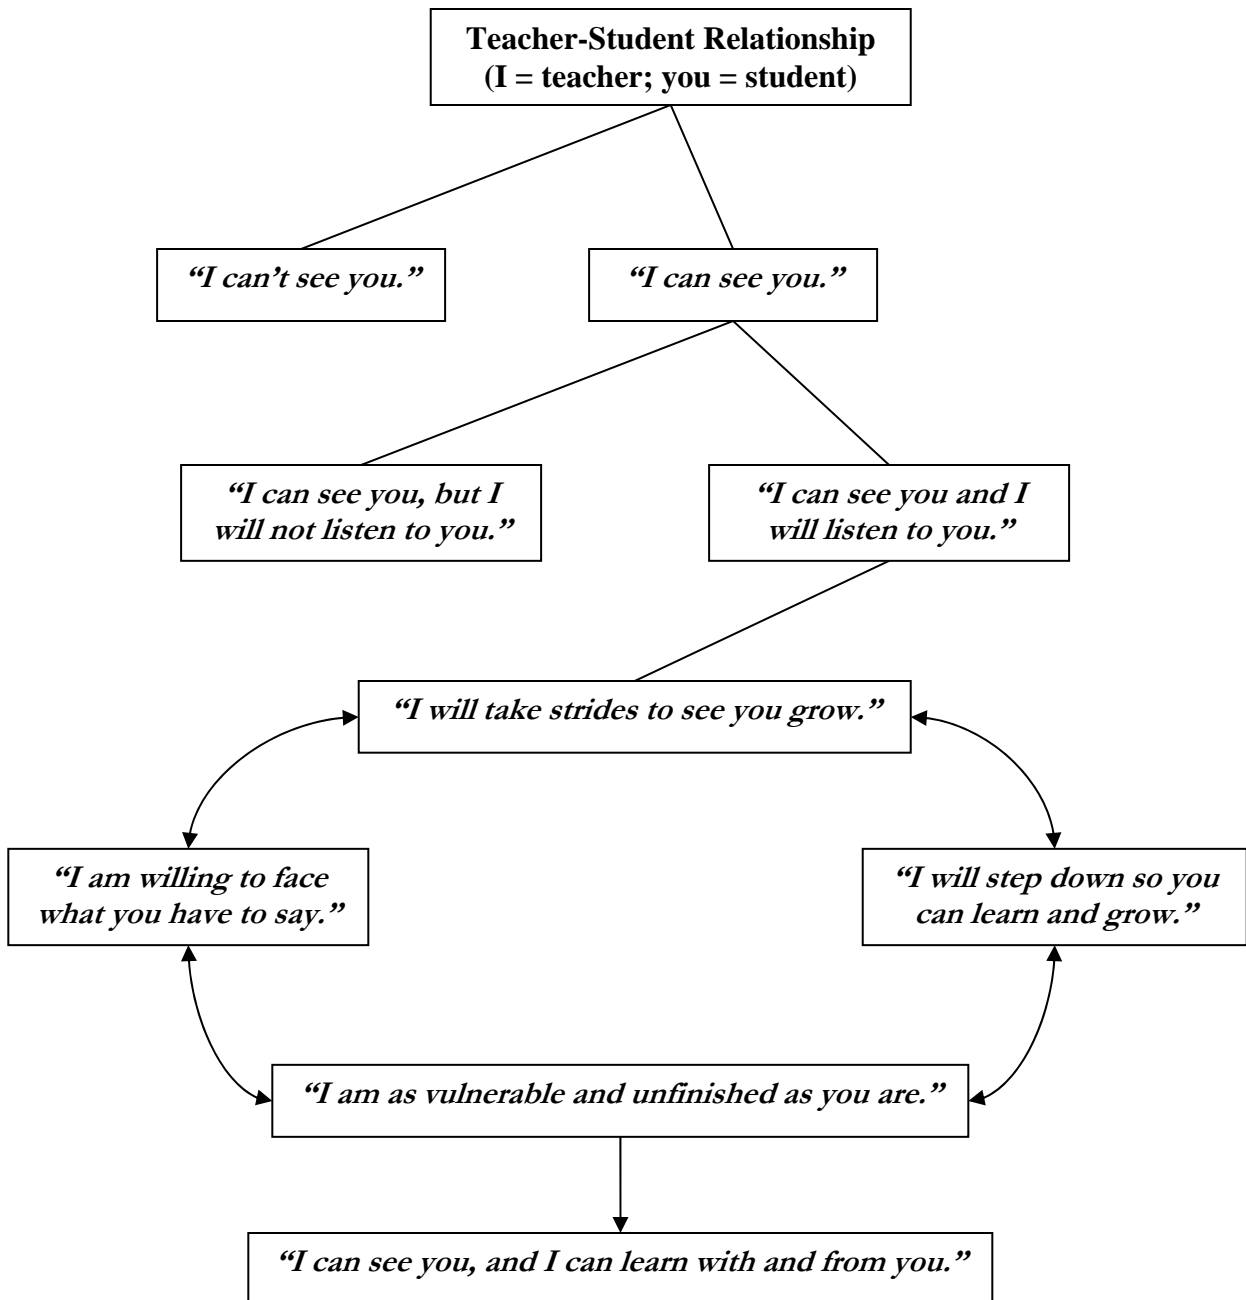 Teacher-Student Relationship
(I = teacher; you = student)
“I can’t see you.”
“I can see you.”
“I can see you, but I
will not listen to you.”
“I can see you and I
will listen to you.”
“I will take strides to see you grow.”
“I am willing to face
what you have to say.”
“I will step down so you
can learn and grow.”
“I am as vulnerable and unfinished as you are.”
“I can see you, and I can learn with and from you.”